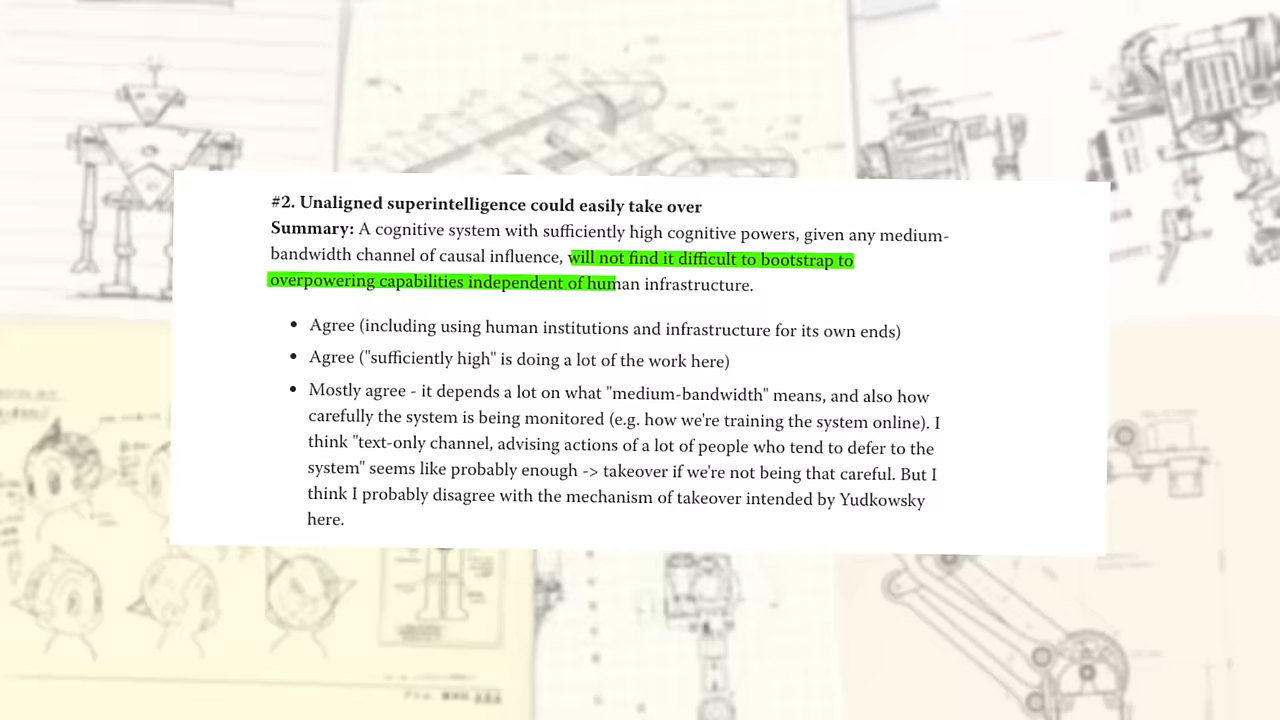 #2. Unaligned superintelligence could easily take over
Summary: A cognitive system with sufficiently high cognitive powers, given any medium-
bandwidth channel of causal influence, will not find it difficult to bootstrap to
overpowering capabilities independent of human infrastructure.
• Agree (including using human institutions and infrastructure for its own ends)
• Agree ("sufficiently high" is doing a lot of the work here)
• Mostly agree - it depends a lot on what "medium-bandwidth" means, and also how
carefully the system is being monitored (e.g. how we're training the system online). I
think "text-only channel, advising actions of a lot of people who tend to defer to the
system" seems like probably enough -> takeover if we're not being that careful. But I
think I probably disagree with the mechanism of takeover intended by Yudkowsky
here.